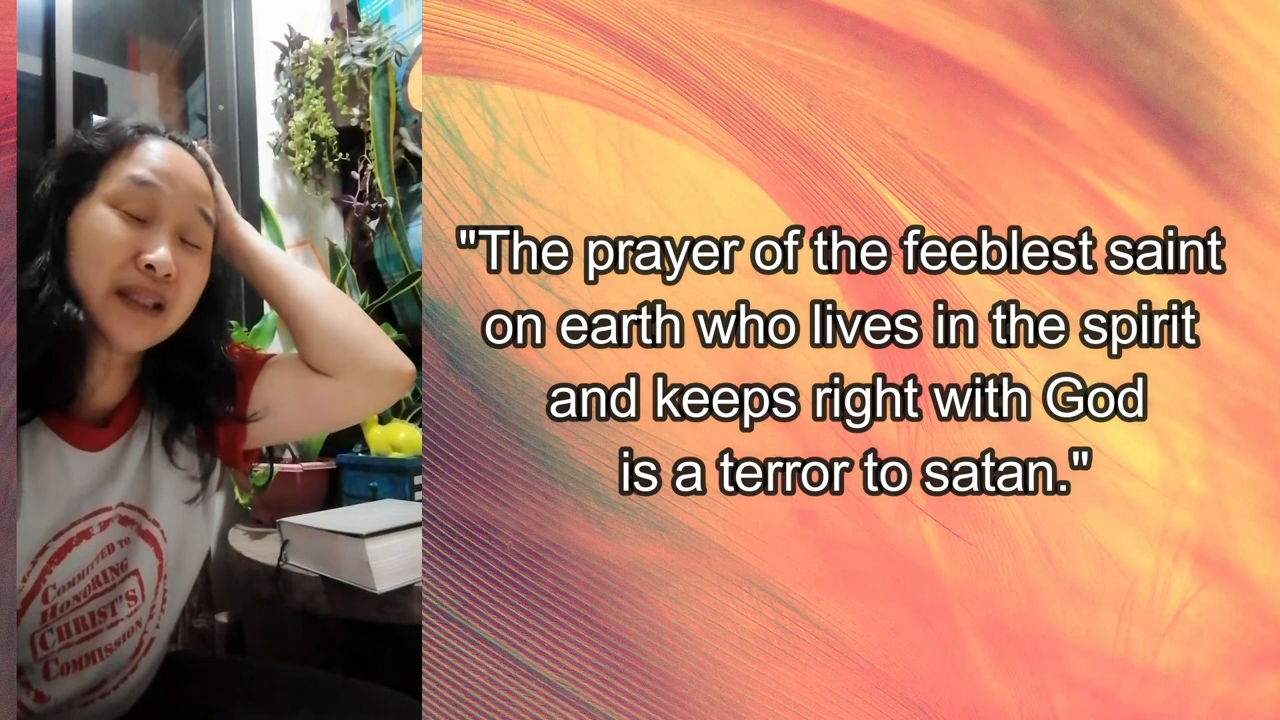 "The prayer of the feeblest saint
on earth who lives in the spirit
and keeps right with God
is a terror to satan."
COMMITTED TO
HONORING
CHRIST'S
COMMISSION